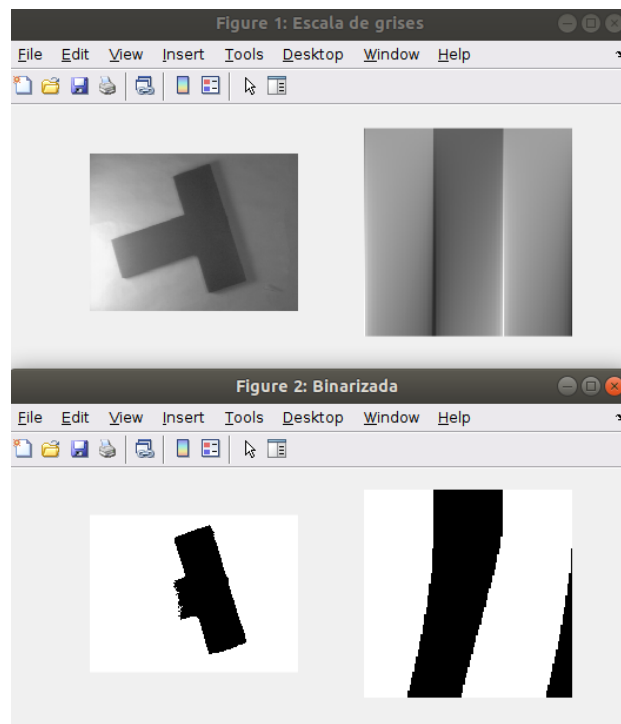 Figure 1: Escala de grises
File Edit View Insert Tools Desktop Window Help
Figure 2: Binarizada
File Edit View Insert Tools Desktop Window Help